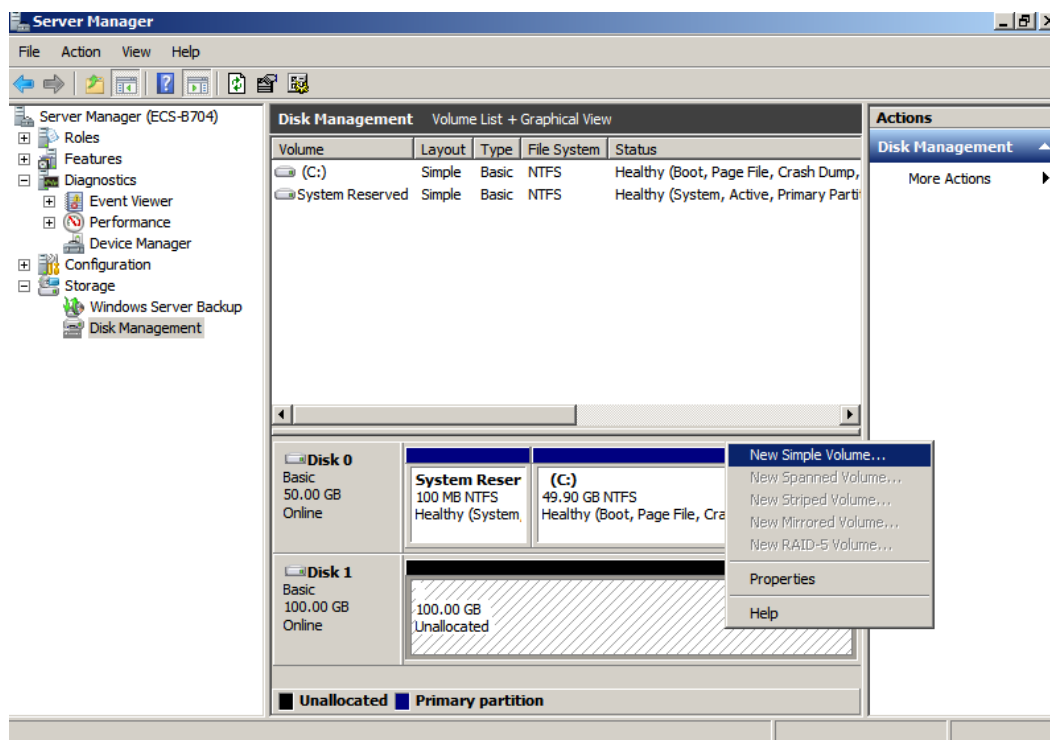 Server Manager
File Action View Help
Server Manager (ECS-B704)
Roles
Features
Diagnostics
Event Viewer
Performance
Device Manager
Configuration
Storage
Windows Server Backup
Disk Management
Disk Management Volume List + Graphical View
Volume Layout Type File System Status
(C:) Simple Basic NTFS Healthy (Boot, Page File, Crash Dump,
System Reserved Simple Basic NTFS Healthy (System, Active, Primary Parti
Disk 0
Basic
50.00 GB
Online
System Reser
100 MB NTFS
Healthy (System,
(C:)
49.90 GB NTFS
Healthy (Boot, Page File, Cra
Disk 1
Basic
100.00 GB
Online
100.00 GB
Unallocated
New Simple Volume...
New Spanned Volume...
New Striped Volume...
New Mirrored Volume...
New RAID-5 Volume...
Properties
Help
Unallocated Primary partition
Actions
Disk Management
More Actions